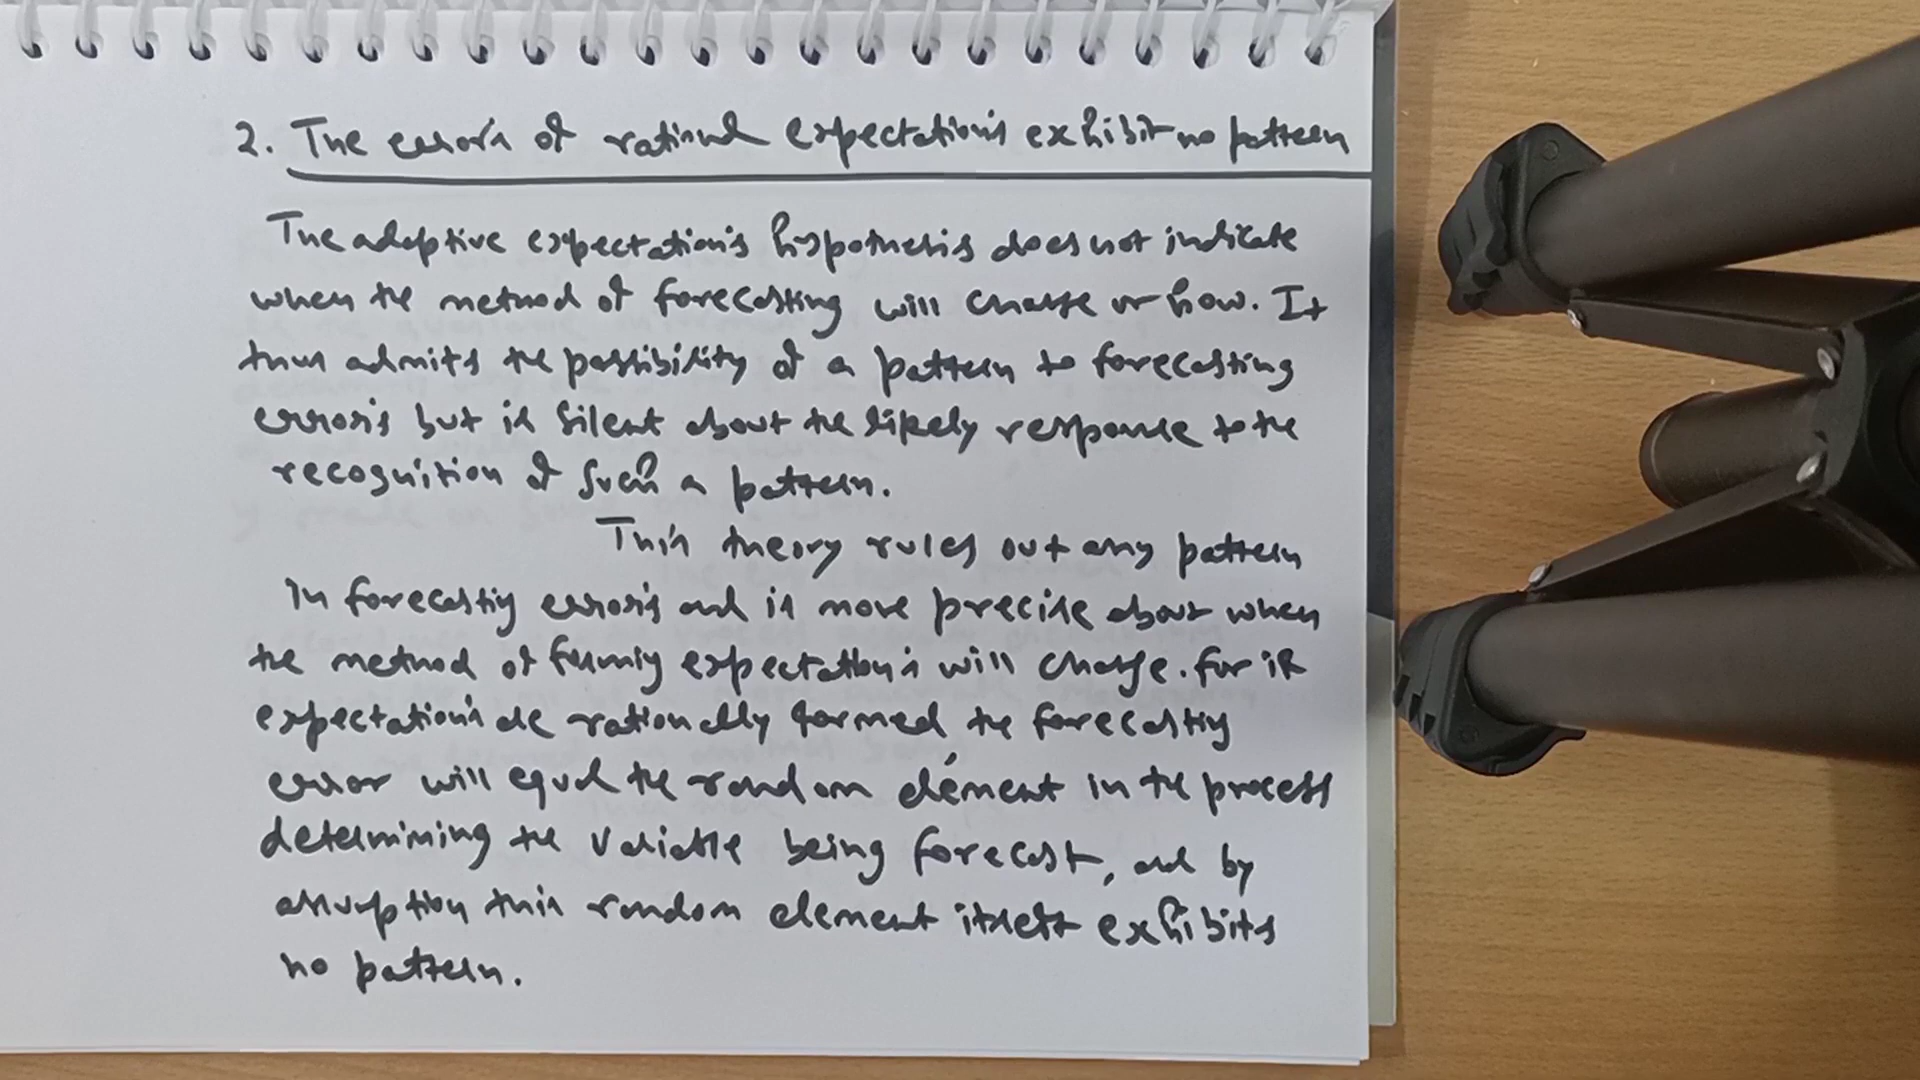 2. The errors of rational expectations exhibit no pattern
The adaptive expectations hypothesis does not indicate
when the method of forecasting will change or how. It
thus admits the possibility of a pattern to forecasting
errors but is silent about the likely response to the
recognition of such a pattern.
This theory rules out any pattern
In forecasting errors and is more precise about when
the method of forming expectations will change. For if
expectations are rationally formed the forecasting
error will equal the random element in the process
determining the variable being forecast, and by
assumption this random element itself exhibits
no pattern.